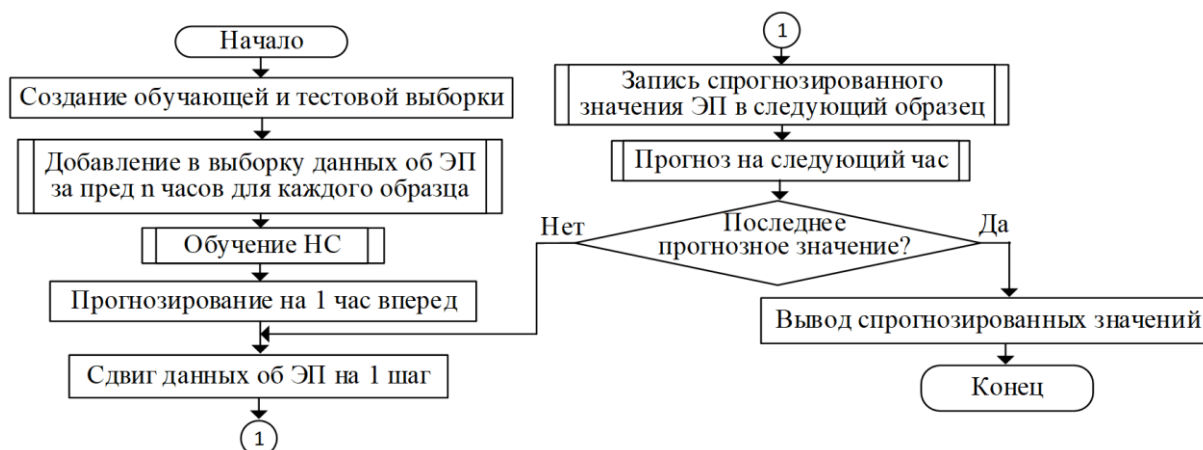 Начало
Создание обучающей и тестовой выборки
Добавление в выборку данных об ЭП
за пред n часов для каждого образца
Обучение НС
Прогнозирование на 1 час вперед
Сдвиг данных об ЭП на 1 шаг
1
1
Запись спрогнозированного
значения ЭП в следующий образец
Прогноз на следующий час
Нет
Последнее
прогнозное значение?
Да
Вывод спрогнозированных значений
Конец